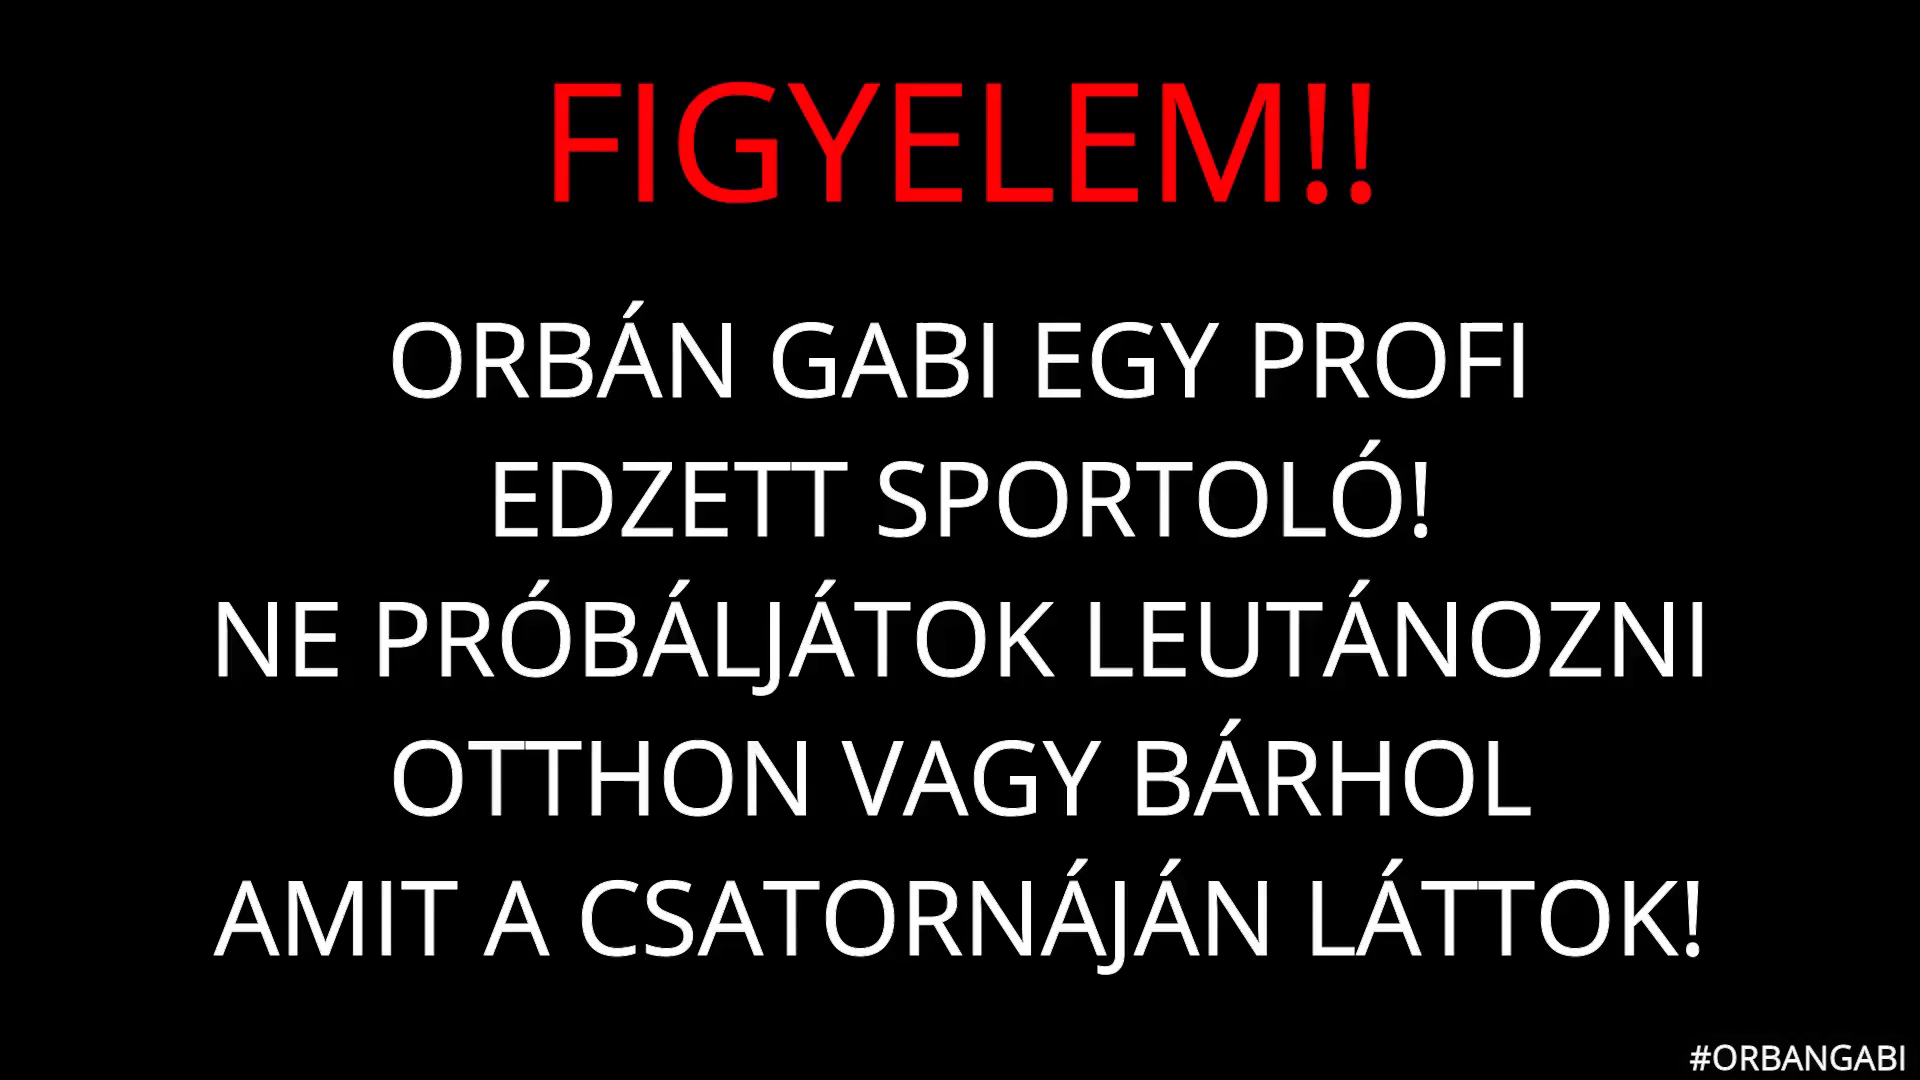 FIGYELEM!!
ORBÁN GABI EGY PROFI
EDZETT SPORTOLÓ!
NE PRÓBÁLJÁTOK LEUTÁNOZNI
OTTHON VAGY BÁRHOL
AMIT A CSATORNÁJÁN LÁTTOK!
#ORBANGABI